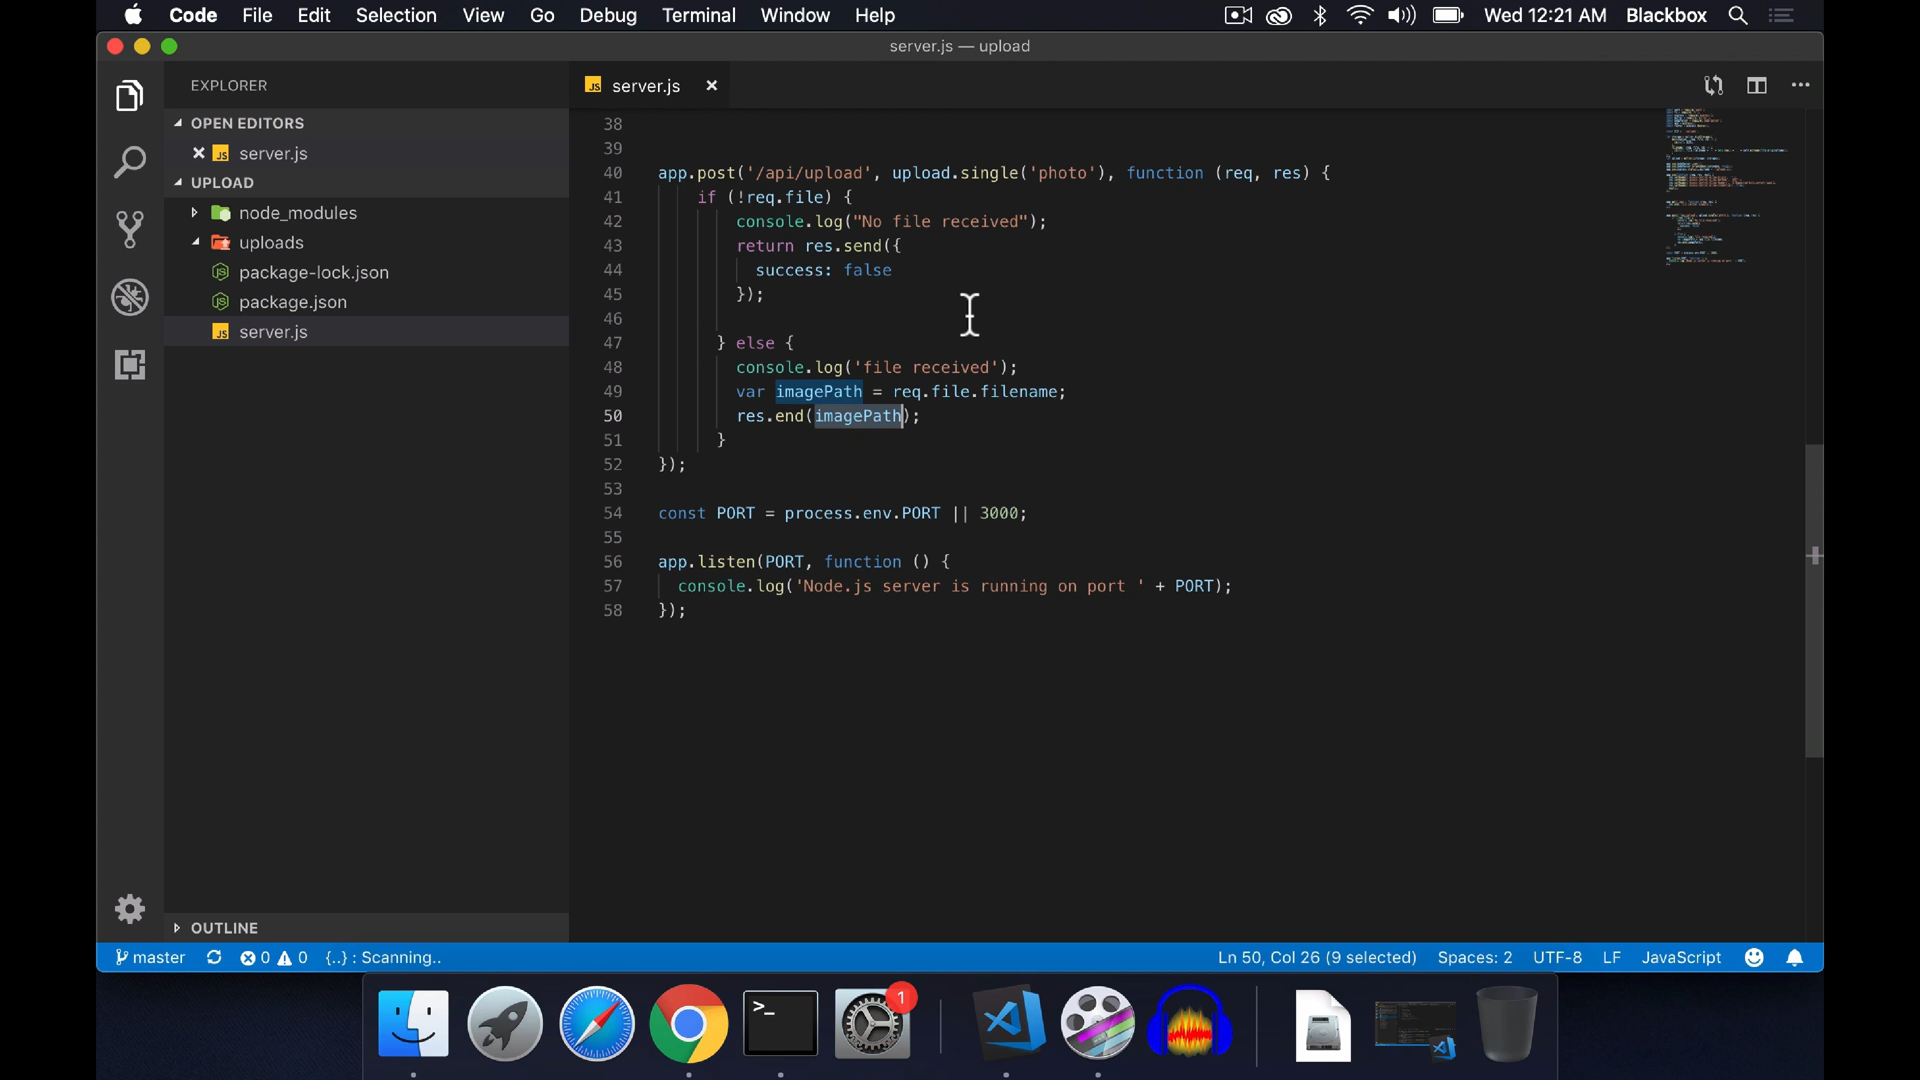 Code File Edit Selection View Go Debug Terminal Window Help Wed 12:21 AM Blackbox
server.js — upload
EXPLORER
OPEN EDITORS
JS server.js
UPLOAD
node_modules
uploads
package-lock.json
package.json
JS server.js
OUTLINE
JS server.js
38
39
40 app.post('/api/upload', upload.single('photo'), function (req, res) {
41 if (!req.file) {
42 console.log("No file received");
43 return res.send({
44 success: false
45 });
46
47 } else {
48 console.log('file received');
49 var imagePath = req.file.filename;
50 res.end(imagePath);
51 }
52 });
53
54 const PORT = process.env.PORT || 3000;
55
56 app.listen(PORT, function () {
57 console.log('Node.js server is running on port ' + PORT);
58 });
master 0 0 {..} : Scanning.. Ln 50, Col 26 (9 selected) Spaces: 2 UTF-8 LF JavaScript
>_
1